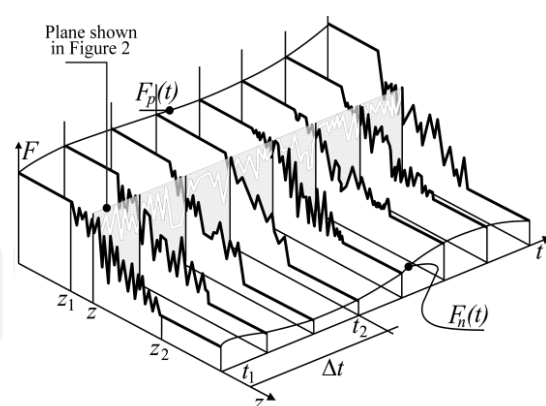 Plane shown
in Figure 2
F_p(t)
F
z_1
z
z_2
t_1
t_2
Δt
F_n(t)
t
z